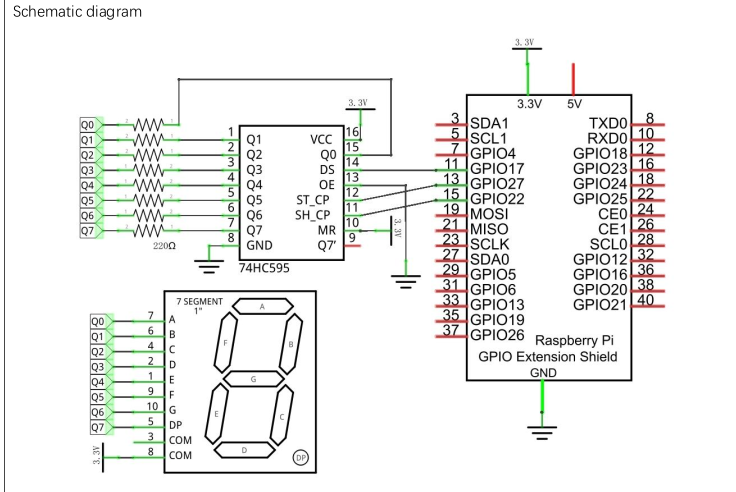 Schematic diagram
3.3V
3.3V 5V
3.3V
Q0
Q1
Q2
Q3
Q4
Q5
Q6
Q7
220Ω
1 Q1 VCC 16
2 Q2 Q0 15
3 Q3 DS 14
4 Q4 OE 13
5 Q5 ST_CP 12
6 Q6 SH_CP 11
7 Q7 MR 10
8 GND Q7' 9
3.3V
74HC595
3 SDA1 TXD0 8
5 SCL1 RXD0 10
7 GPIO4 GPIO18 12
11 GPIO17 GPIO23 16
13 GPIO27 GPIO24 18
15 GPIO22 GPIO25 22
19 MOSI CE0 24
21 MISO CE1 26
23 SCLK SCL0 28
27 SDA0 GPIO12 32
29 GPIO5 GPIO16 36
31 GPIO6 GPIO20 38
33 GPIO13 GPIO21 40
35 GPIO19
37 GPIO26
Raspberry Pi
GPIO Extension Shield
GND
7 SEGMENT
1"
Q0 7 A
Q1 6 B
Q2 4 C
Q3 2 D
Q4 1 E
Q5 9 F
Q6 10 G
Q7 5 DP
3 COM
3.3V 8 COM
A
F B
G
E C
D
DP